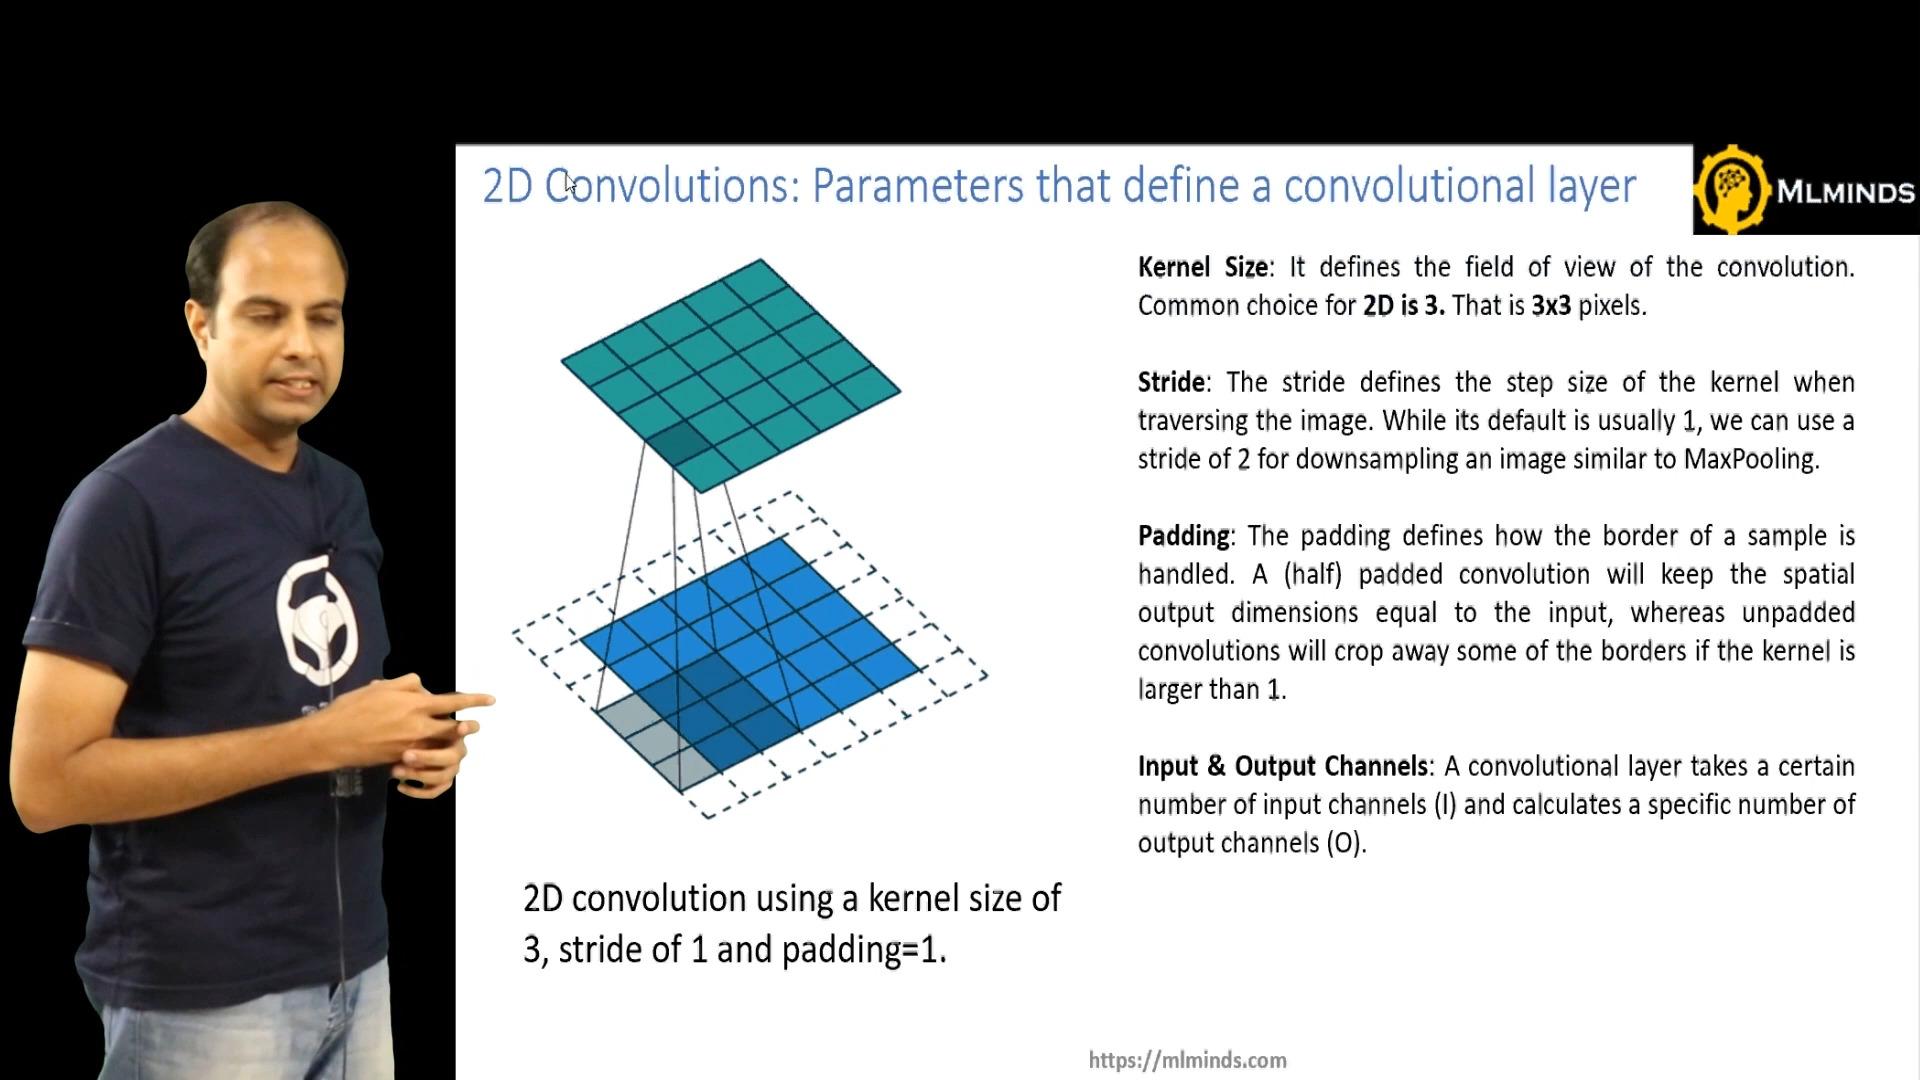 2D Convolutions: Parameters that define a convolutional layer
MLMINDS
Kernel Size: It defines the field of view of the convolution.
Common choice for 2D is 3. That is 3x3 pixels.
Stride: The stride defines the step size of the kernel when
traversing the image. While its default is usually 1, we can use a
stride of 2 for downsampling an image similar to MaxPooling.
Padding: The padding defines how the border of a sample is
handled. A (half) padded convolution will keep the spatial
output dimensions equal to the input, whereas unpadded
convolutions will crop away some of the borders if the kernel is
larger than 1.
Input & Output Channels: A convolutional layer takes a certain
number of input channels (I) and calculates a specific number of
output channels (O).
2D convolution using a kernel size of
3, stride of 1 and padding=1.
https://mlminds.com